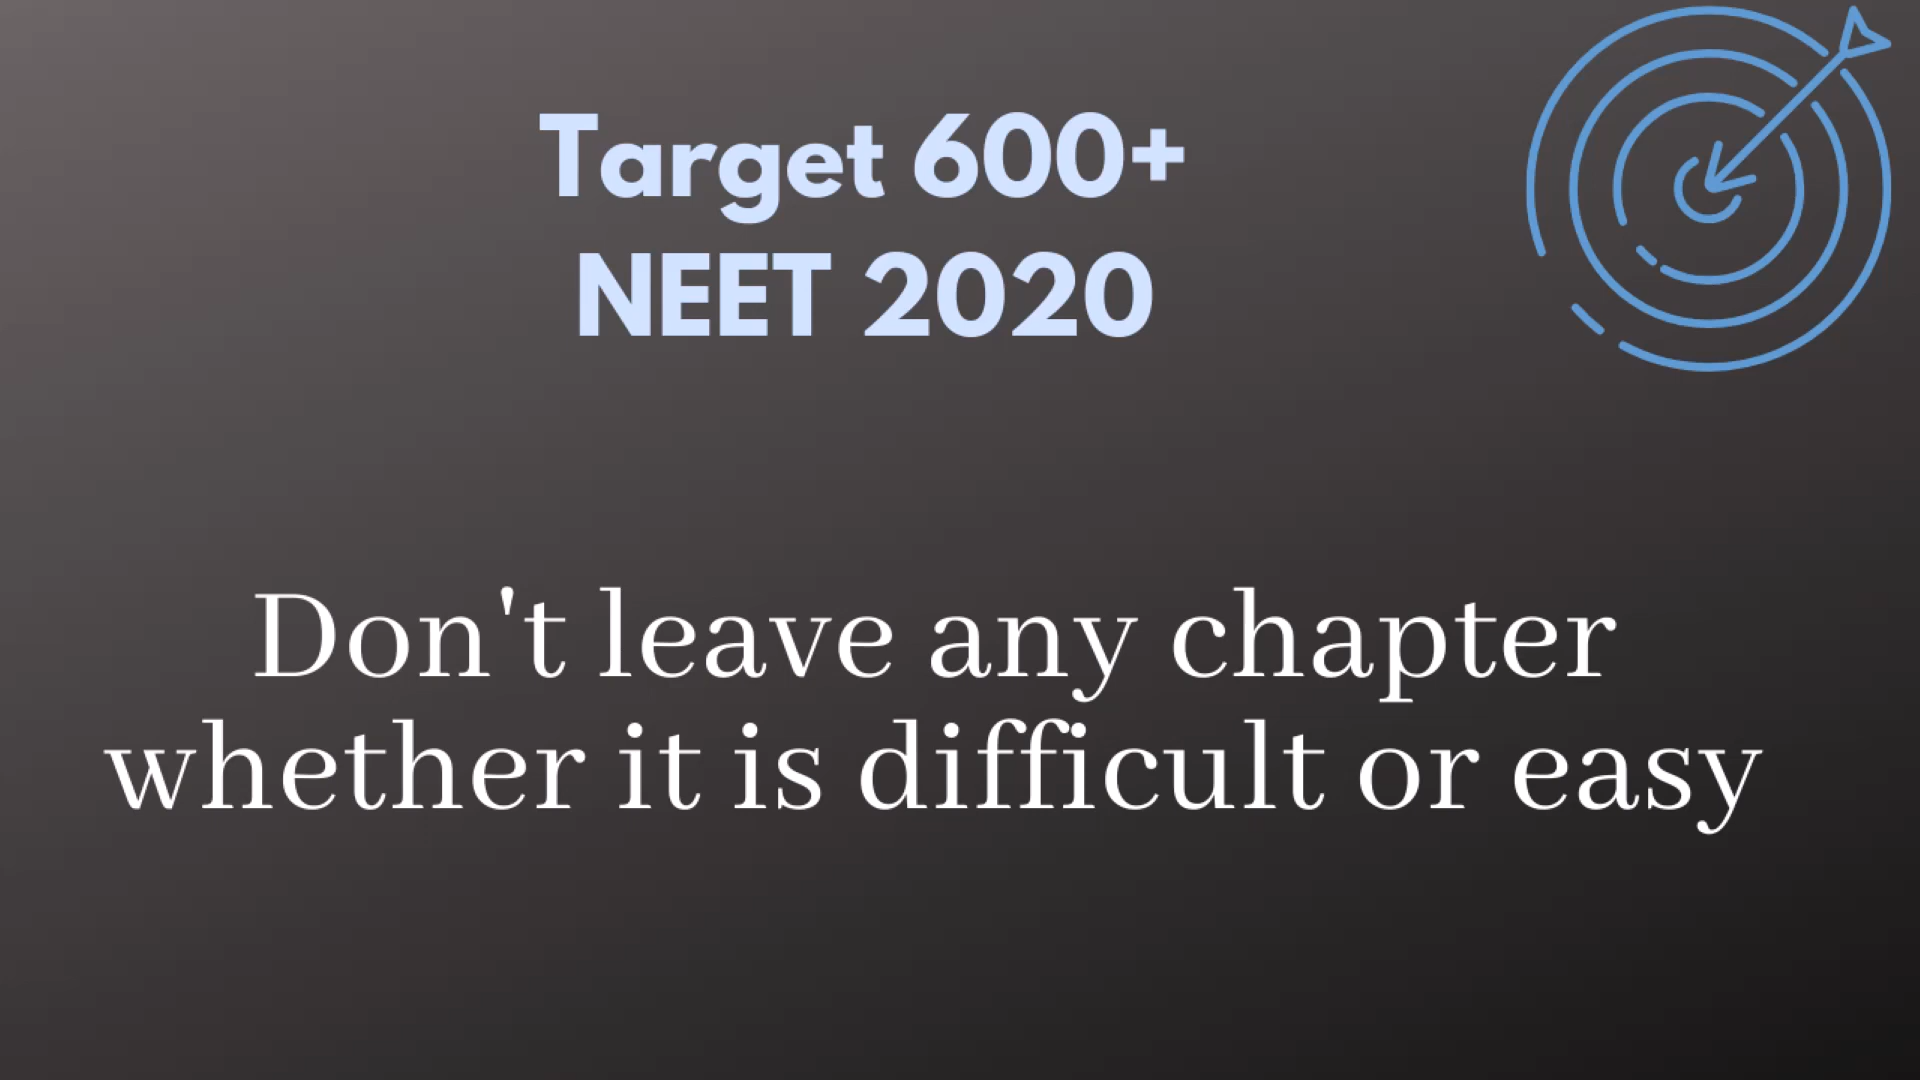 Target 600+
NEET 2020
Don't leave any chapter
whether it is difficult or easy